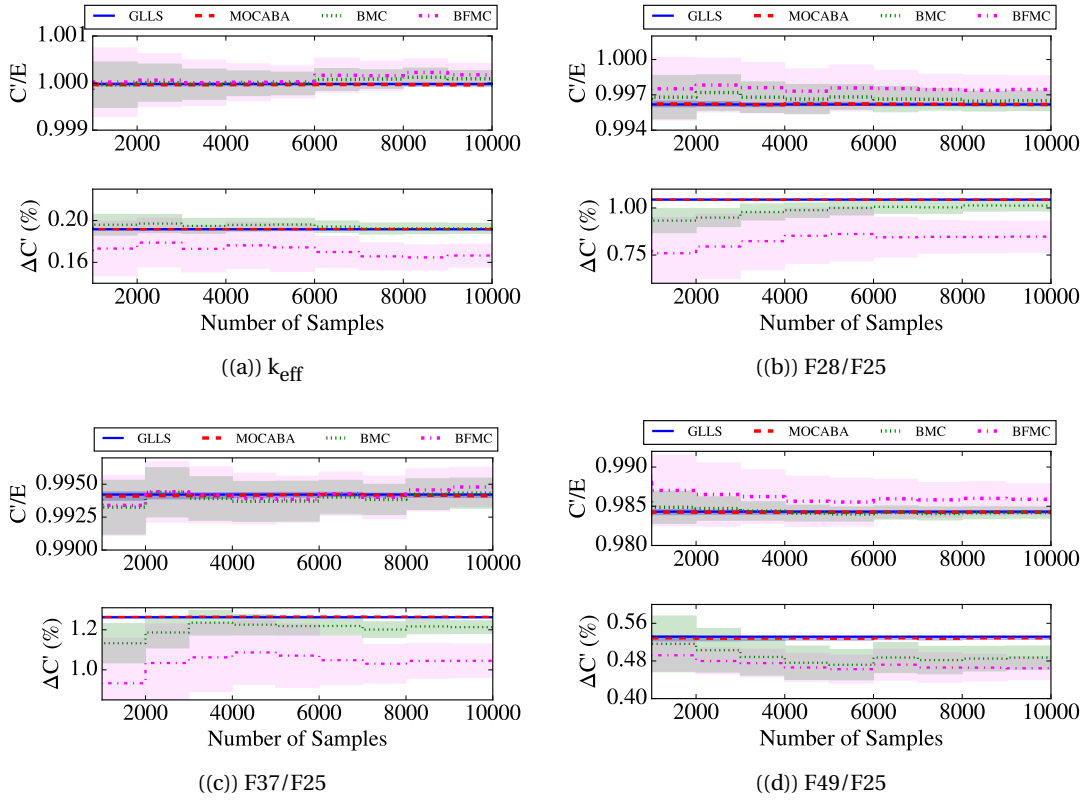 GLLS MOCABA BMC BFMC
C'/E
1.001
1.000
0.999
2000 4000 6000 8000 10000
ΔC' (%)
0.20
0.16
2000 4000 6000 8000 10000
Number of Samples
((a)) k_eff
GLLS MOCABA BMC BFMC
C'/E
1.000
0.997
0.994
2000 4000 6000 8000 10000
ΔC' (%)
1.00
0.75
2000 4000 6000 8000 10000
Number of Samples
((b)) F28/F25
GLLS MOCABA BMC BFMC
C'/E
0.9950
0.9925
0.9900
2000 4000 6000 8000 10000
ΔC' (%)
1.2
1.0
2000 4000 6000 8000 10000
Number of Samples
((c)) F37/F25
GLLS MOCABA BMC BFMC
C'/E
0.990
0.985
0.980
2000 4000 6000 8000 10000
ΔC' (%)
0.56
0.48
0.40
2000 4000 6000 8000 10000
Number of Samples
((d)) F49/F25